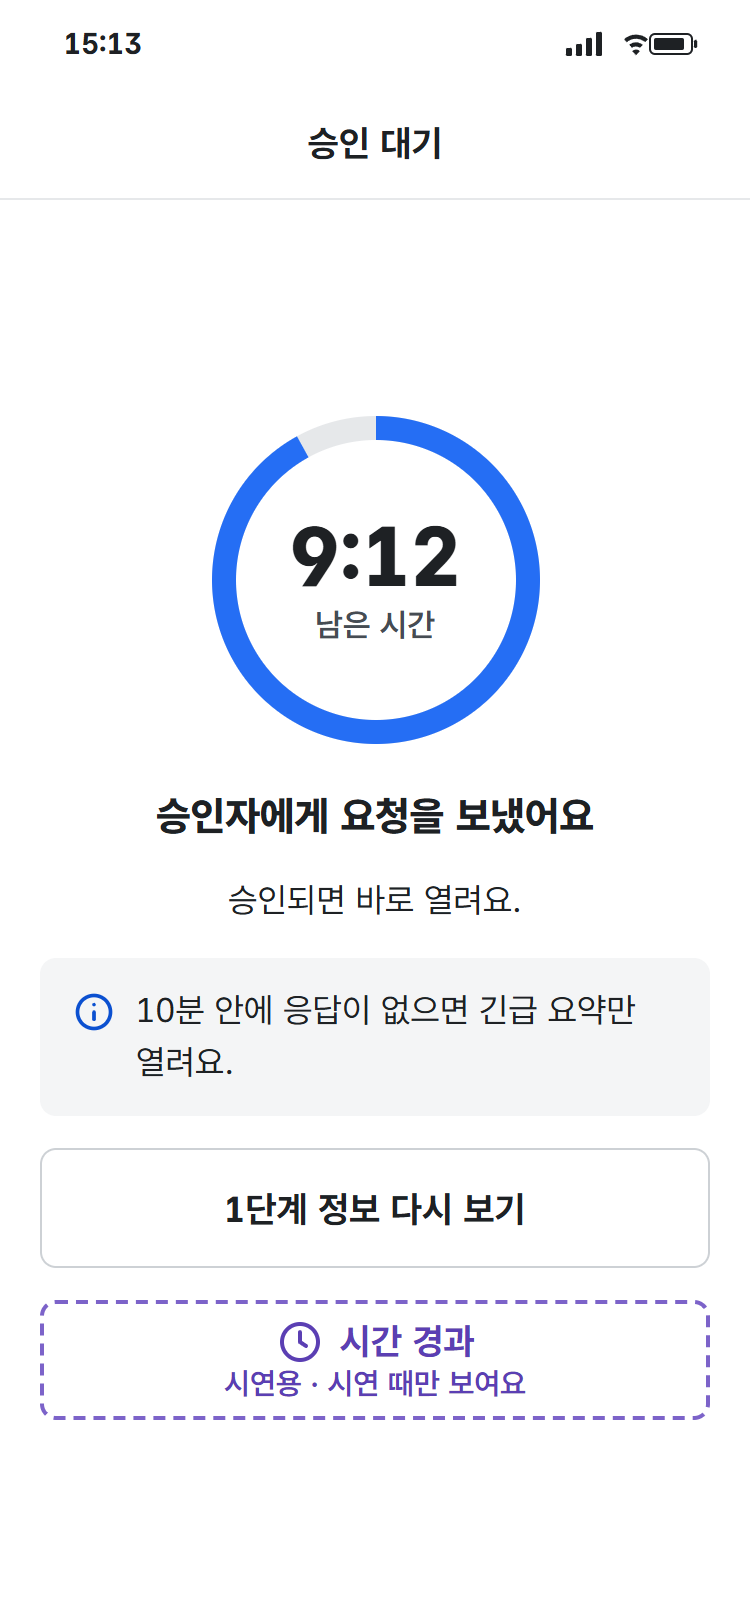 15:13
승인 대기
9:12
남은 시간
승인자에게 요청을 보냈어요
승인되면 바로 열려요.
10분 안에 응답이 없으면 긴급 요약만
열려요.
1단계 정보 다시 보기
시간 경과
시연용 · 시연 때만 보여요